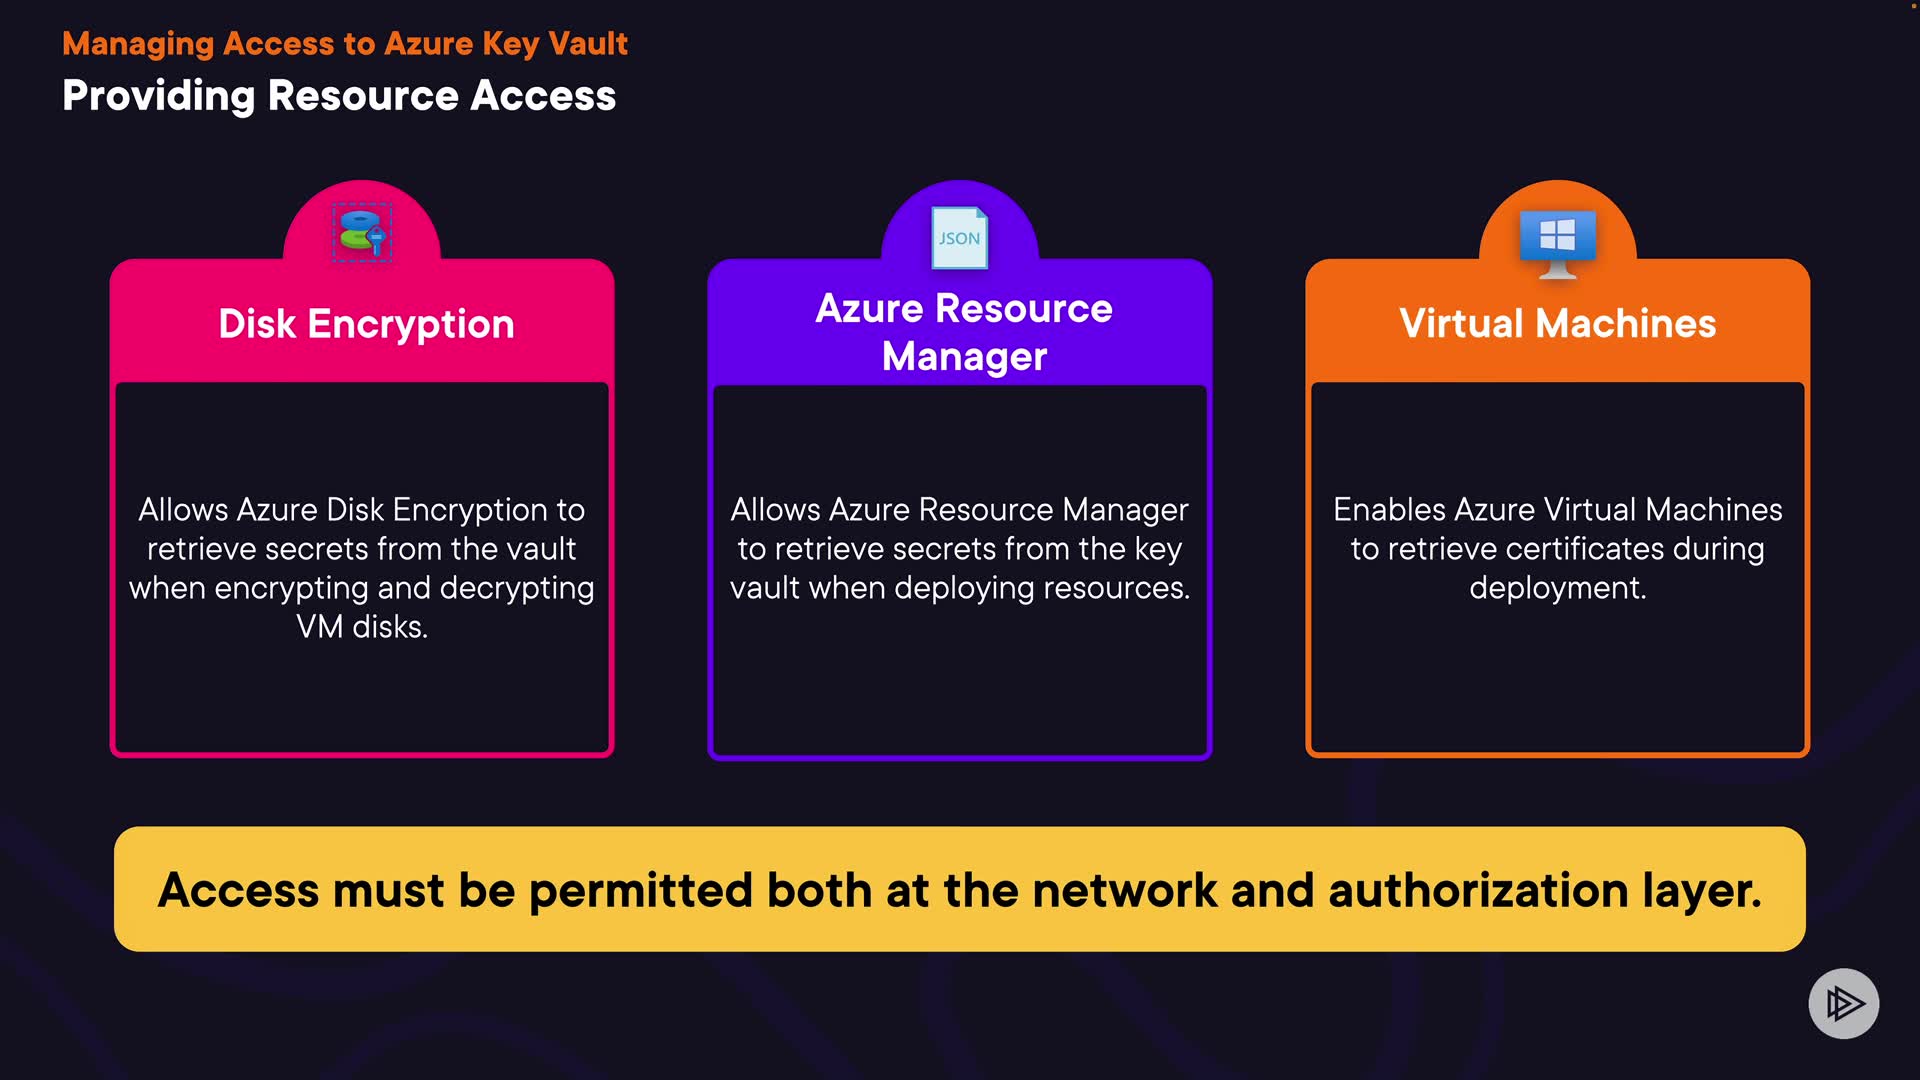 Managing Access to Azure Key Vault
Providing Resource Access
Disk Encryption
Allows Azure Disk Encryption to
retrieve secrets from the vault
when encrypting and decrypting
VM disks.
JSON
Azure Resource
Manager
Allows Azure Resource Manager
to retrieve secrets from the key
vault when deploying resources.
Virtual Machines
Enables Azure Virtual Machines
to retrieve certificates during
deployment.
Access must be permitted both at the network and authorization layer.